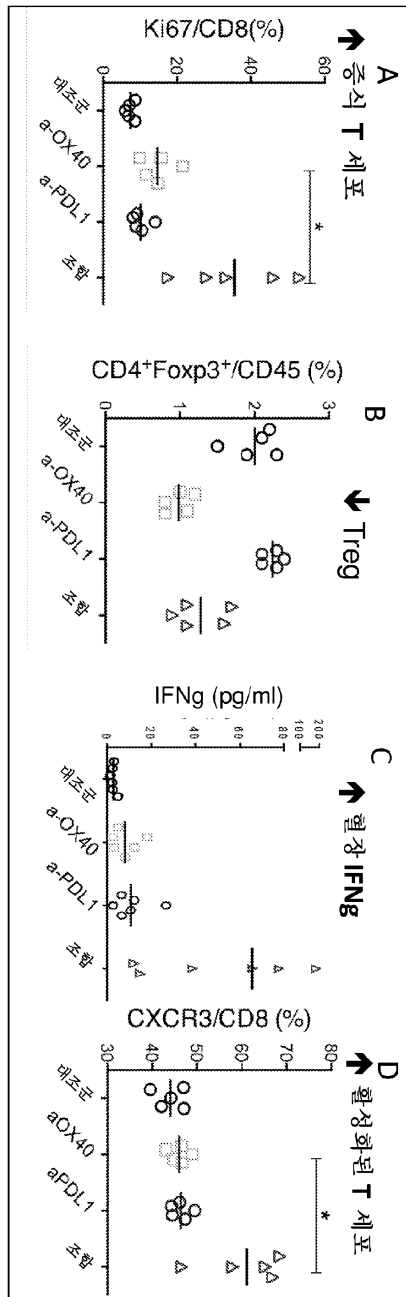 A
↑ 증식 T 세포
Ki67/CD8(%)
0
20
40
60
*
대조군
a-OX40
a-PDL1
조합
B
↓ Treg
CD4+Foxp3+/CD45 (%)
0
1
2
3
대조군
a-OX40
a-PDL1
조합
C
↑ 혈장 IFNg
IFNg (pg/ml)
0
20
40
60
80
100
200
대조군
a-OX40
a-PDL1
조합
D
↑ 활성화된 T 세포
CXCR3/CD8 (%)
30
40
50
60
70
80
*
대조군
aOX40
aPDL1
조합